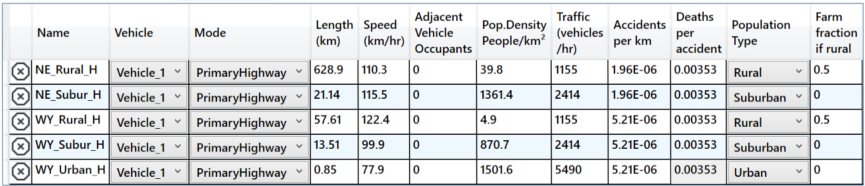 Name Vehicle Mode Length (km) Speed (km/hr) Adjacent Vehicle Occupants Pop.Density People/km² Traffic (vehicles /hr) Accidents per km Deaths per accident Population Type Farm fraction if rural
NE_Rural_H Vehicle_1 PrimaryHighway 628.9 110.3 0 39.8 1155 1.96E-06 0.00353 Rural 0.5
NE_Subur_H Vehicle_1 PrimaryHighway 21.14 115.5 0 1361.4 2414 1.96E-06 0.00353 Suburban 0
WY_Rural_H Vehicle_1 PrimaryHighway 57.61 122.4 0 4.9 1155 5.21E-06 0.00353 Rural 0.5
WY_Subur_H Vehicle_1 PrimaryHighway 13.51 99.9 0 870.7 2414 5.21E-06 0.00353 Suburban 0
WY_Urban_H Vehicle_1 PrimaryHighway 0.85 77.9 0 1501.6 5490 5.21E-06 0.00353 Urban 0